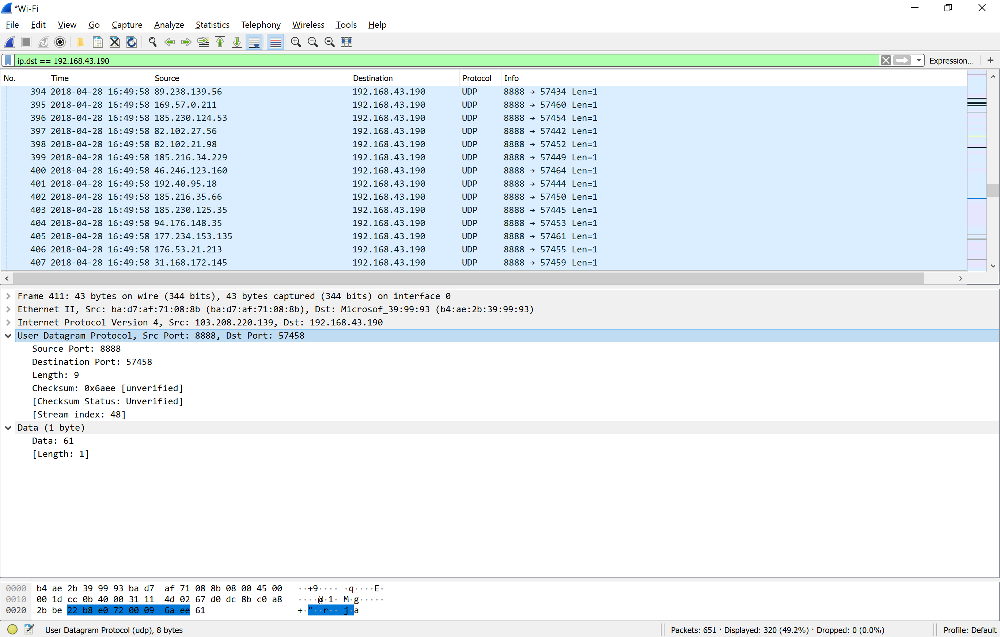 *Wi-Fi
File Edit View Go Capture Analyze Statistics Telephony Wireless Tools Help
ip.dst == 192.168.43.190 Expression... +
No. Time Source Destination Protocol Info
394 2018-04-28 16:49:58 89.238.139.56 192.168.43.190 UDP 8888 → 57434 Len=1
395 2018-04-28 16:49:58 169.57.0.211 192.168.43.190 UDP 8888 → 57460 Len=1
396 2018-04-28 16:49:58 185.230.124.53 192.168.43.190 UDP 8888 → 57454 Len=1
397 2018-04-28 16:49:58 82.102.27.56 192.168.43.190 UDP 8888 → 57442 Len=1
398 2018-04-28 16:49:58 82.102.21.98 192.168.43.190 UDP 8888 → 57452 Len=1
399 2018-04-28 16:49:58 185.216.34.229 192.168.43.190 UDP 8888 → 57449 Len=1
400 2018-04-28 16:49:58 46.246.123.160 192.168.43.190 UDP 8888 → 57464 Len=1
401 2018-04-28 16:49:58 192.40.95.18 192.168.43.190 UDP 8888 → 57444 Len=1
402 2018-04-28 16:49:58 185.216.35.66 192.168.43.190 UDP 8888 → 57450 Len=1
403 2018-04-28 16:49:58 185.230.125.35 192.168.43.190 UDP 8888 → 57445 Len=1
404 2018-04-28 16:49:58 94.176.148.35 192.168.43.190 UDP 8888 → 57453 Len=1
405 2018-04-28 16:49:58 177.234.153.135 192.168.43.190 UDP 8888 → 57461 Len=1
406 2018-04-28 16:49:58 176.53.21.213 192.168.43.190 UDP 8888 → 57455 Len=1
407 2018-04-28 16:49:58 31.168.172.145 192.168.43.190 UDP 8888 → 57459 Len=1
Frame 411: 43 bytes on wire (344 bits), 43 bytes captured (344 bits) on interface 0
Ethernet II, Src: ba:d7:af:71:08:8b (ba:d7:af:71:08:8b), Dst: Microsof_39:99:93 (b4:ae:2b:39:99:93)
Internet Protocol Version 4, Src: 103.208.220.139, Dst: 192.168.43.190
User Datagram Protocol, Src Port: 8888, Dst Port: 57458
Source Port: 8888
Destination Port: 57458
Length: 9
Checksum: 0x6aee [unverified]
[Checksum Status: Unverified]
[Stream index: 48]
Data (1 byte)
Data: 61
[Length: 1]
0000 b4 ae 2b 39 99 93 ba d7 af 71 08 8b 08 00 45 00 ··+9···· ·q····E·
0010 00 1d cc 0b 40 00 31 11 4d 02 67 d0 dc 8b c0 a8 ····@·1· M·g·····
0020 2b be 22 b8 e0 72 00 09 6a ee 61 +·"··r·· j·a
User Datagram Protocol (udp), 8 bytes Packets: 651 · Displayed: 320 (49.2%) · Dropped: 0 (0.0%) Profile: Default